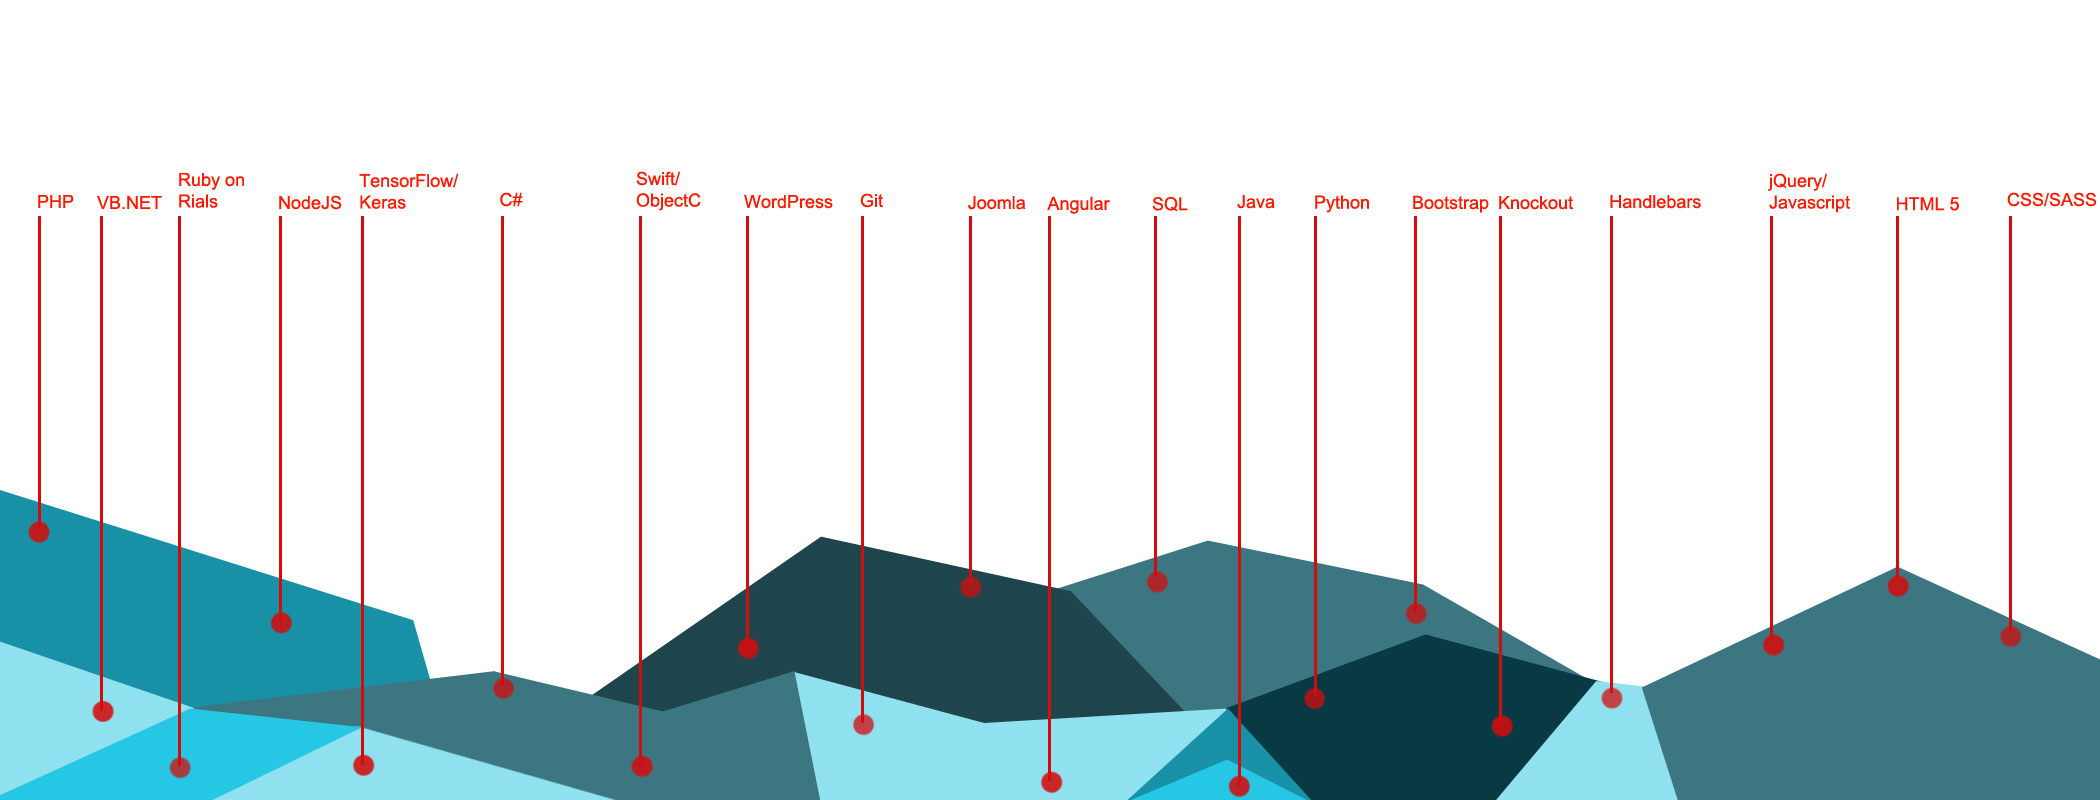 PHP
VB.NET
Ruby on
Rials
NodeJS
TensorFlow/
Keras
C#
Swift/
ObjectC
WordPress
Git
Joomla
Angular
SQL
Java
Python
Bootstrap
Knockout
Handlebars
jQuery/
Javascript
HTML 5
CSS/SASS